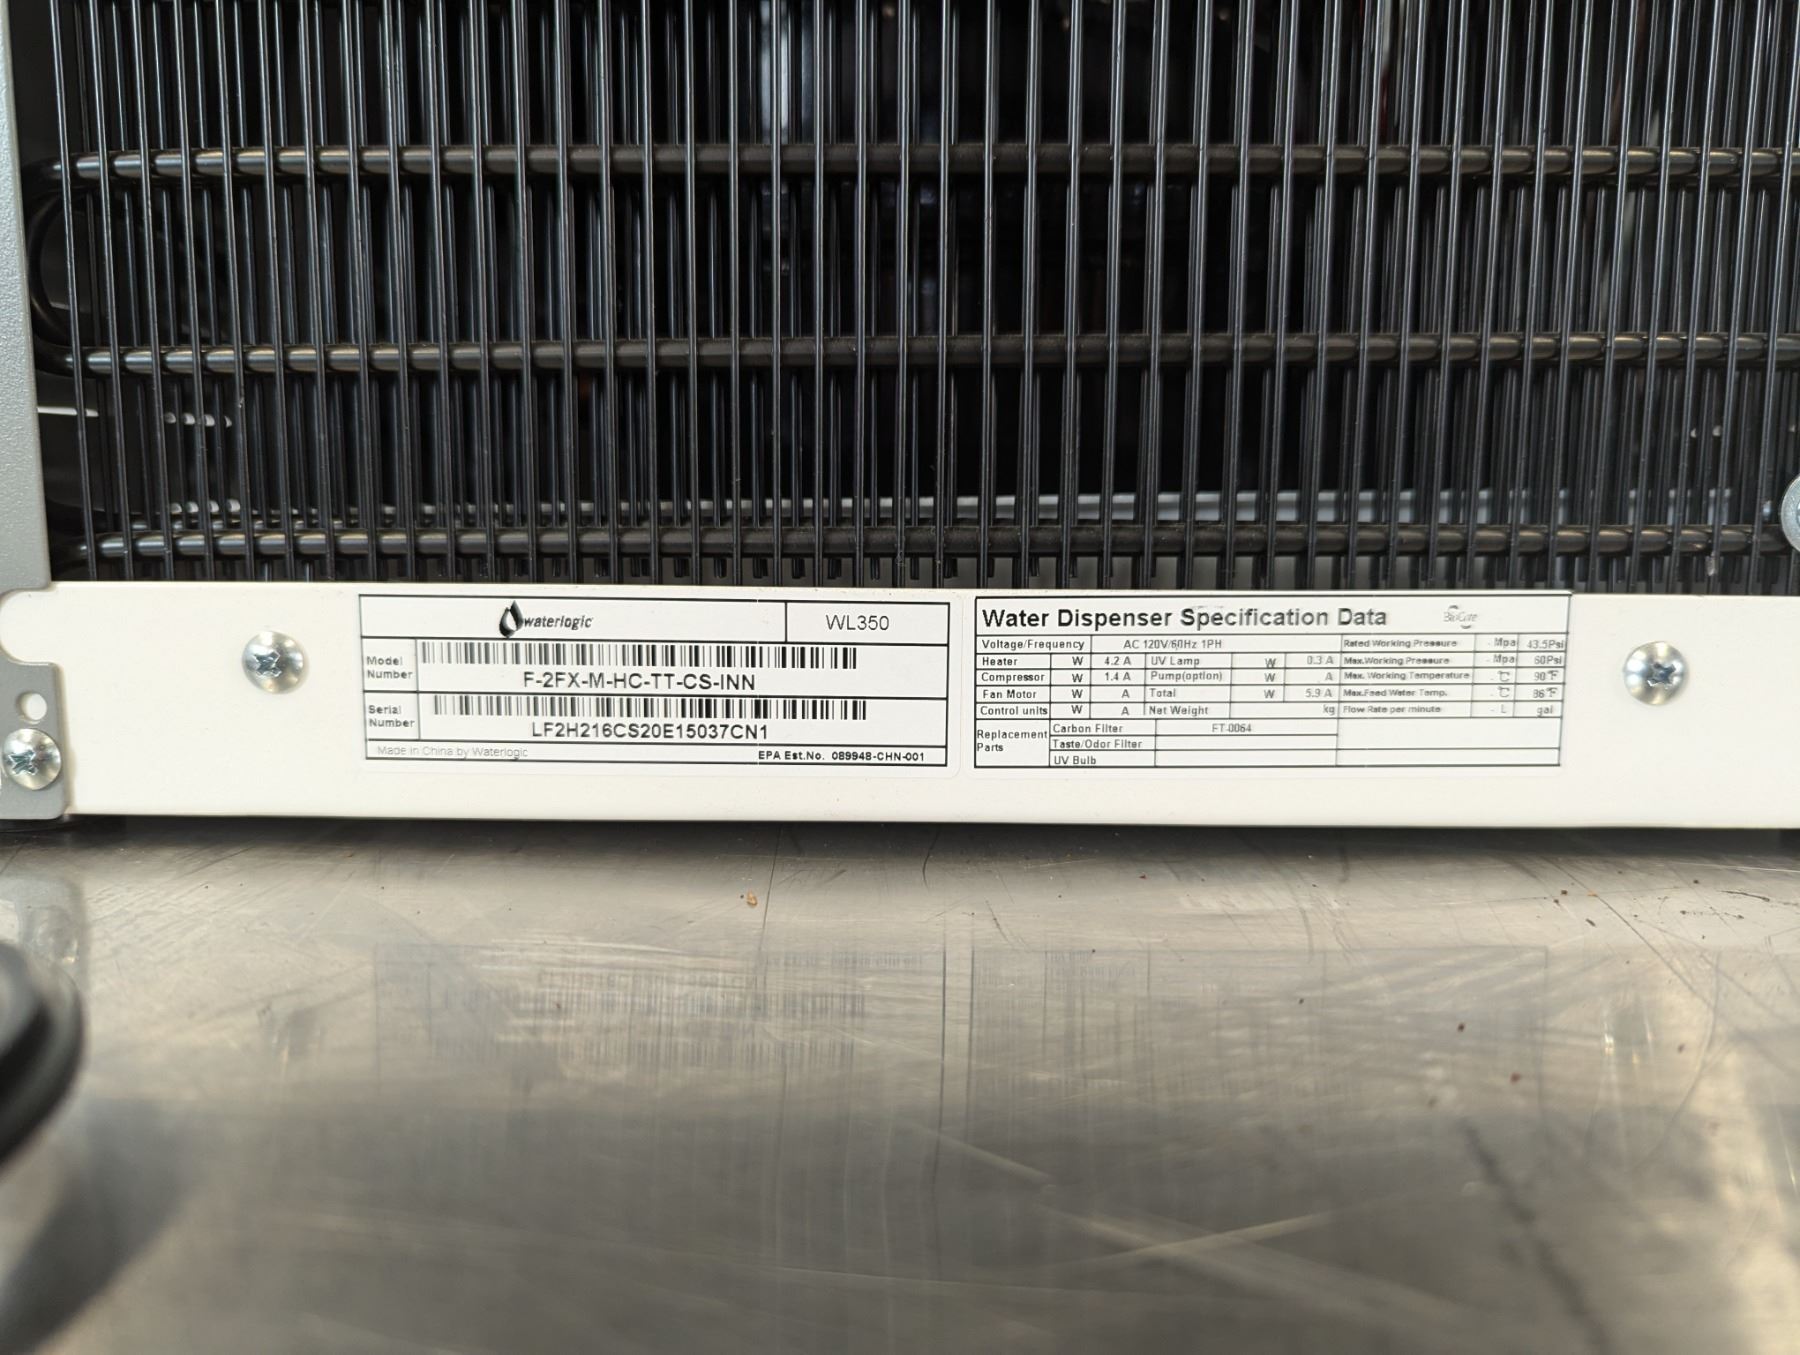 waterlogic WL350
Model Number F-2FX-M-HC-TT-CS-INN
Serial Number LF2H216CS20E15037CN1
Made in China by Waterlogic EPA Est.No. 089948-CHN-001
Water Dispenser Specification Data BioCote
Voltage/Frequency AC 120V/60Hz 1PH Rated Working Pressure - Mpa 43.5Psi
Heater W 4.2 A UV Lamp W 0.3 A Max.Working Pressure - Mpa 60Psi
Compressor W 1.4 A Pump(option) W A Max. Working Temperature - °C 90 °F
Fan Motor W A Total W 5.9 A Max.Feed Water Temp. - °C 86 °F
Control units W A Net Weight kg Flow Rate per minute - L gal
Replacement Parts Carbon Filter FT-0064
Taste/Odor Filter
UV Bulb